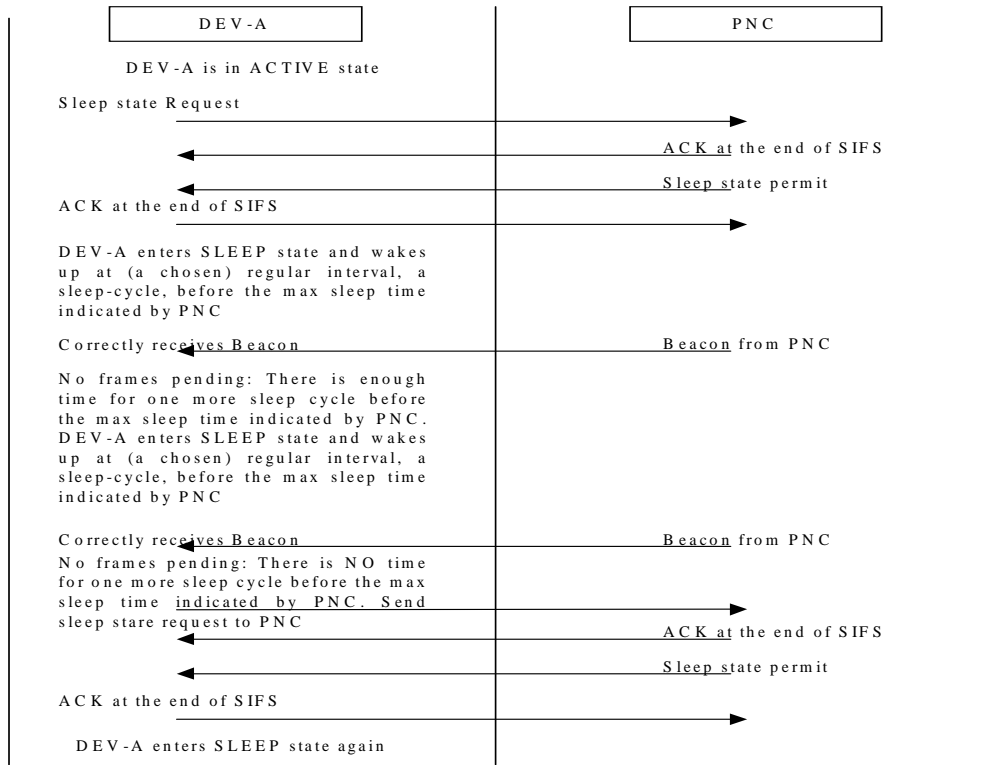 DEV-A
PNC
DEV-A is in ACTIVE state
Sleep state Request
ACK at the end of SIFS
Sleep state permit
ACK at the end of SIFS
DEV-A enters SLEEP state and wakes
up at (a chosen) regular interval, a
sleep-cycle, before the max sleep time
indicated by PNC
Correctly receives Beacon
Beacon from PNC
No frames pending: There is enough
time for one more sleep cycle before
the max sleep time indicated by PNC.
DEV-A enters SLEEP state and wakes
up at (a chosen) regular interval, a
sleep-cycle, before the max sleep time
indicated by PNC
Correctly receives Beacon
Beacon from PNC
No frames pending: There is NO time
for one more sleep cycle before the max
sleep time indicated by PNC. Send
sleep stare request to PNC
ACK at the end of SIFS
Sleep state permit
ACK at the end of SIFS
DEV-A enters SLEEP state again